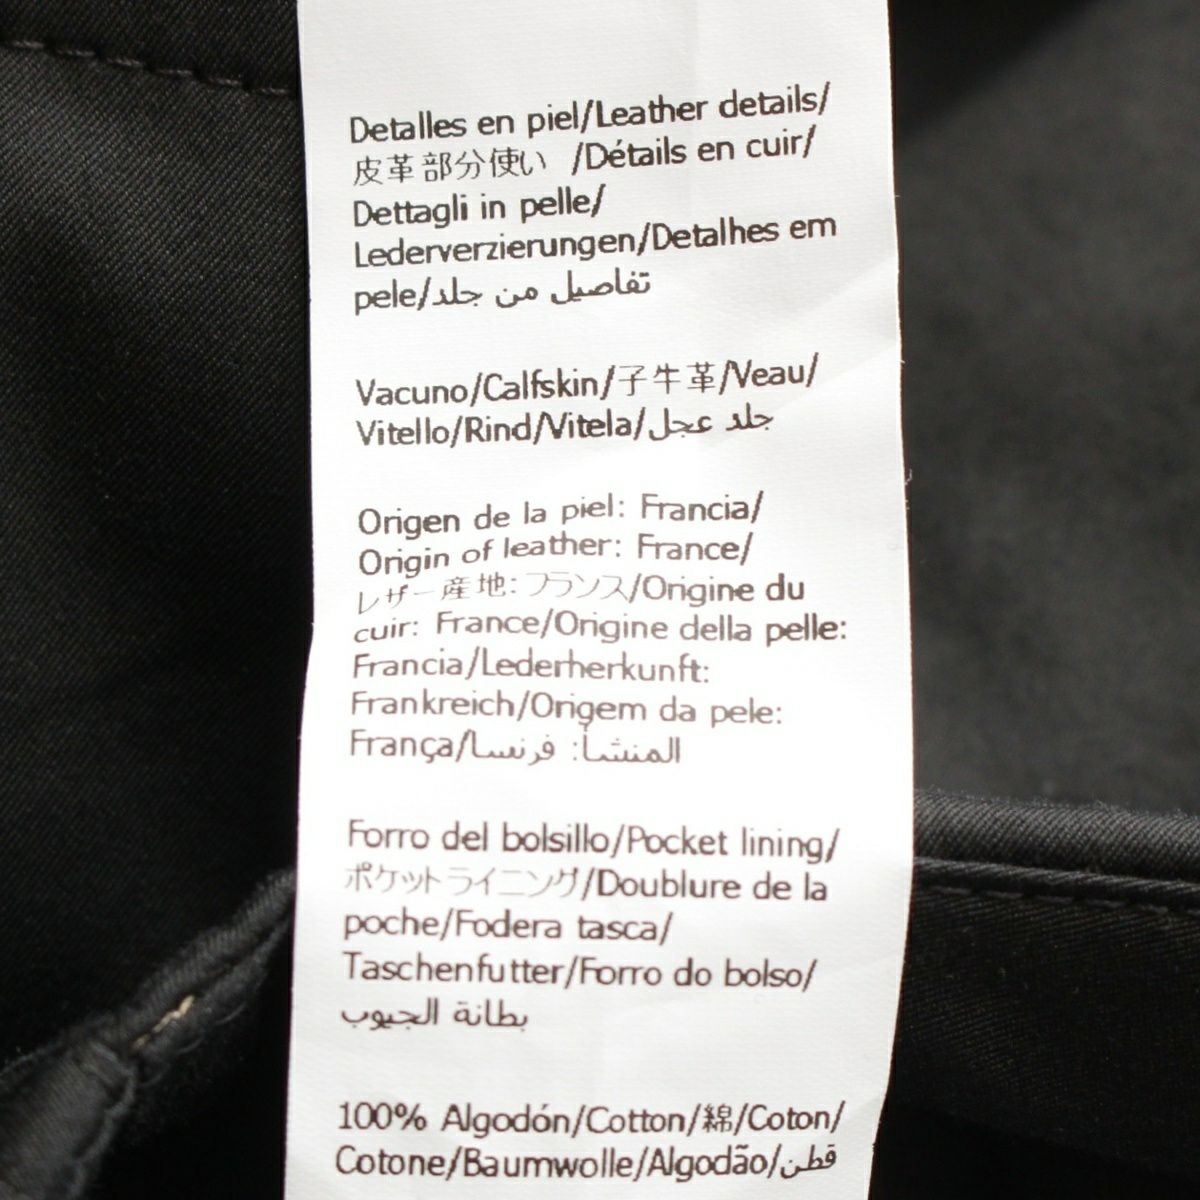 Detalles en piel/Leather details/
皮革部分使い /Détails en cuir/
Dettagli in pelle/
Lederverzierungen/Detalhes em
pele/تفاصيل من جلد
Vacuno/Calfskin/子牛革/Veau/
Vitello/Rind/Vitela/جلد عجل
Origen de la piel: Francia/
Origin of leather: France/
レザー産地: フランス/Origine du
cuir: France/Origine della pelle:
Francia/Lederherkunft:
Frankreich/Origem da pele:
França/المنشأ: فرنسا
Forro del bolsillo/Pocket lining/
ポケットライニング/Doublure de la
poche/Fodera tasca/
Taschenfutter/Forro do bolso/
بطانة الجيوب
100% Algodón/Cotton/綿/Coton/
Cotone/Baumwolle/Algodão/قطن